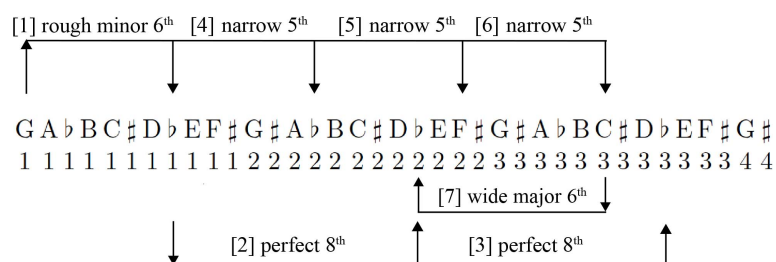 [1] rough minor 6th [4] narrow 5th [5] narrow 5th [6] narrow 5th
G A ♭ B C ♯ D ♭ E F ♯ G ♯ A ♭ B C ♯ D ♭ E F ♯ G ♯ A ♭ B C ♯ D ♭ E F ♯ G ♯
1 1 1 1 1 1 1 1 1 1 1 2 2 2 2 2 2 2 2 2 2 2 2 3 3 3 3 3 3 3 3 3 3 3 3 4 4
[7] wide major 6th
[2] perfect 8th [3] perfect 8th